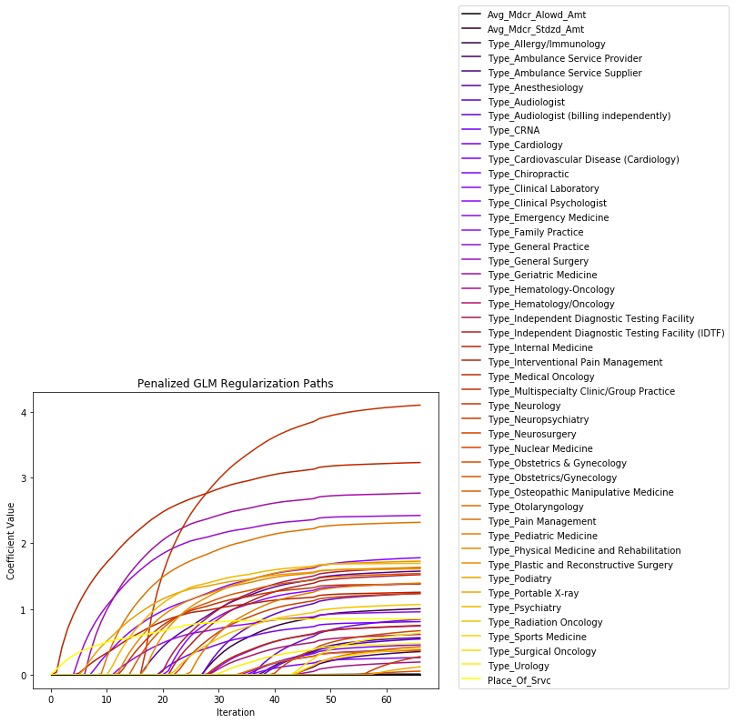 Avg_Mdcr_Alowd_Amt
Avg_Mdcr_Stdzd_Amt
Type_Allergy/Immunology
Type_Ambulance Service Provider
Type_Ambulance Service Supplier
Type_Anesthesiology
Type_Audiologist
Type_Audiologist (billing independently)
Type_CRNA
Type_Cardiology
Type_Cardiovascular Disease (Cardiology)
Type_Chiropractic
Type_Clinical Laboratory
Type_Clinical Psychologist
Type_Emergency Medicine
Type_Family Practice
Type_General Practice
Type_General Surgery
Type_Geriatric Medicine
Type_Hematology-Oncology
Type_Hematology/Oncology
Type_Independent Diagnostic Testing Facility
Type_Independent Diagnostic Testing Facility (IDTF)
Type_Internal Medicine
Type_Interventional Pain Management
Type_Medical Oncology
Type_Multispecialty Clinic/Group Practice
Type_Neurology
Type_Neuropsychiatry
Type_Neurosurgery
Type_Nuclear Medicine
Type_Obstetrics & Gynecology
Type_Obstetrics/Gynecology
Type_Osteopathic Manipulative Medicine
Type_Otolaryngology
Type_Pain Management
Type_Pediatric Medicine
Type_Physical Medicine and Rehabilitation
Type_Plastic and Reconstructive Surgery
Type_Podiatry
Type_Portable X-ray
Type_Psychiatry
Type_Radiation Oncology
Type_Sports Medicine
Type_Surgical Oncology
Type_Urology
Place_Of_Srvc
Penalized GLM Regularization Paths
Coefficient Value
4
3
2
1
0
0 10 20 30 40 50 60
Iteration